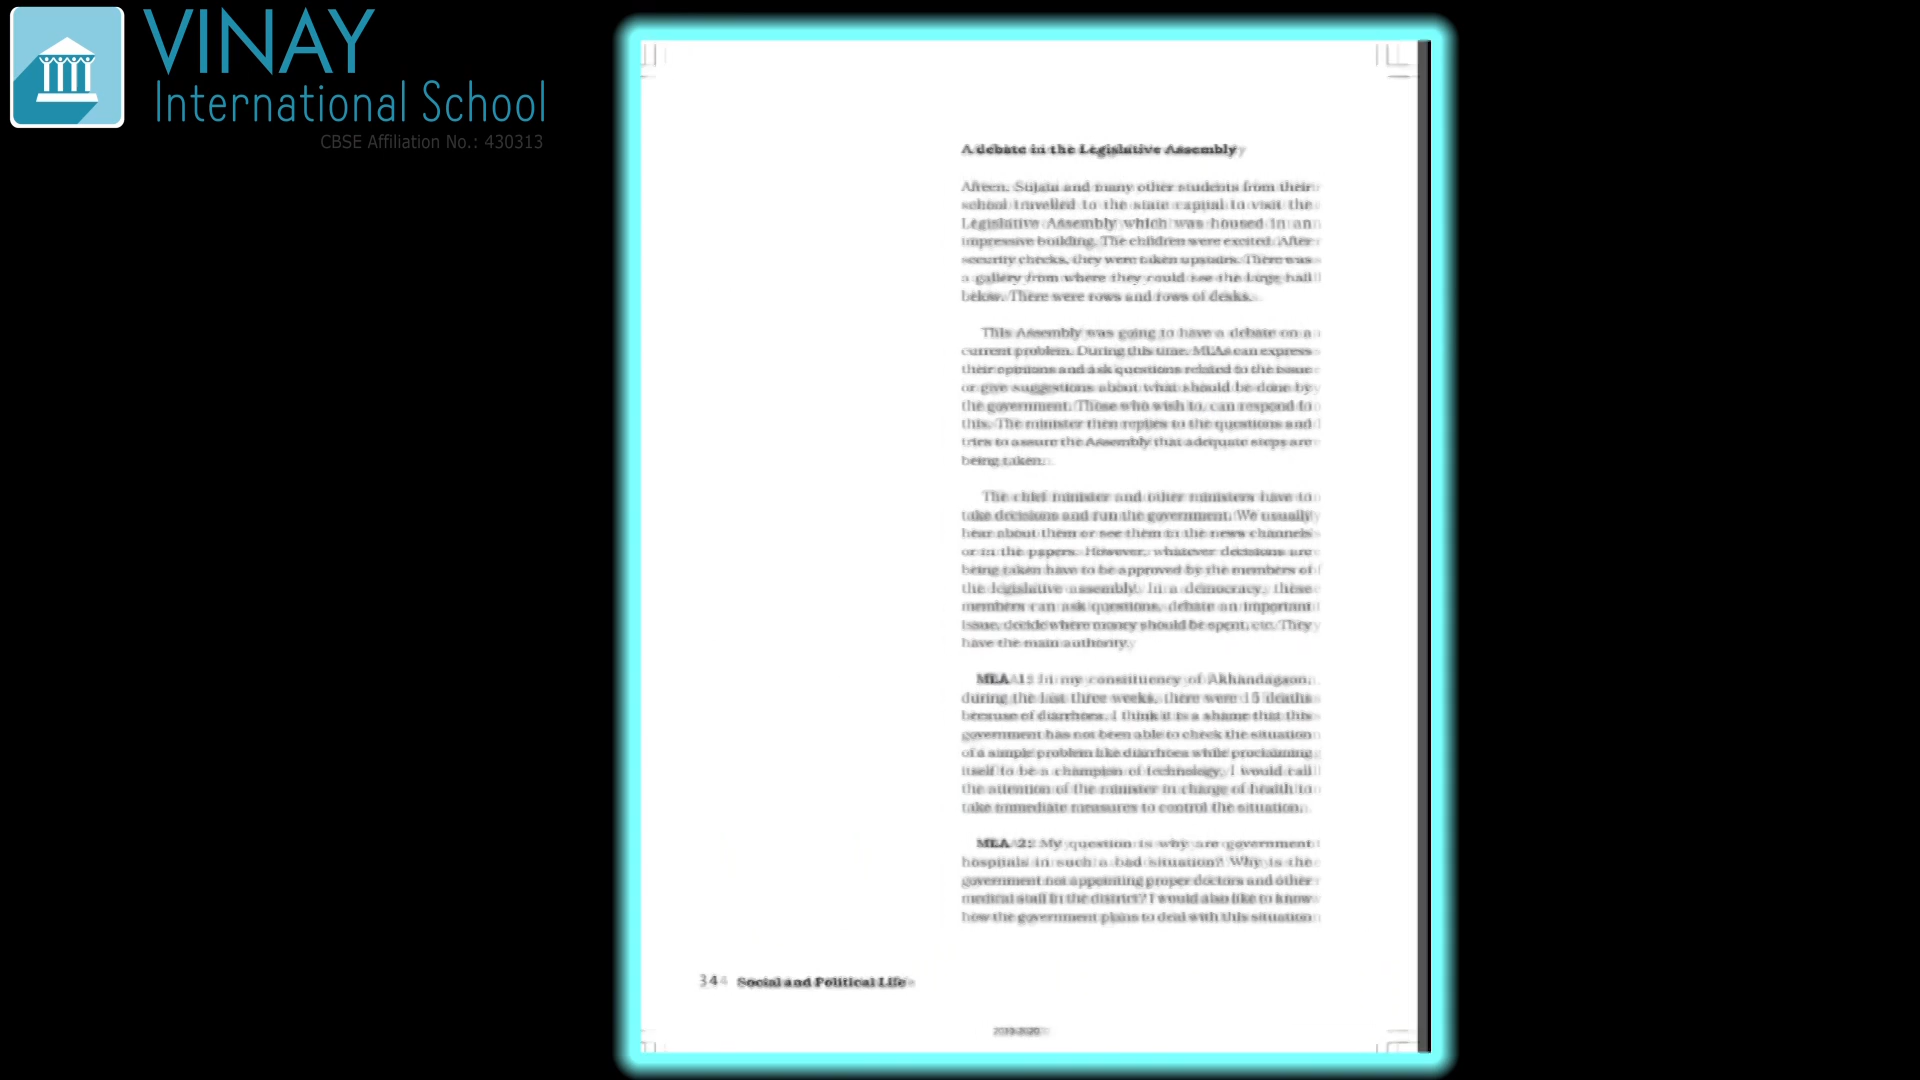 VINAY
International School
CBSE Affiliation No.: 430313
A debate in the Legislative Assembly
Afreen, Sujata and many other students from their
school travelled to the state capital to visit the
Legislative Assembly which was housed in an
impressive building. The children were excited. After
security checks, they were taken upstairs. There was
a gallery from where they could see the large hall
below. There were rows and rows of desks.
This Assembly was going to have a debate on a
current problem. During this time, MLAs can express
their opinions and ask questions related to the issue
or give suggestions about what should be done by
the government. Those who wish to, can respond to
this. The minister then replies to the questions and
tries to assure the Assembly that adequate steps are
being taken.
The chief minister and other ministers have to
take decisions and run the government. We usually
hear about them or see them in the news channels
or in the papers. However, whatever decisions are
being taken have to be approved by the members of
the legislative assembly. In a democracy, these
members can ask questions, debate an important
issue, decide where money should be spent, etc. They
have the main authority.
MLA 1: In my constituency of Akhandagaon,
during the last three weeks, there were 15 deaths
because of diarrhoea. I think it is a shame that this
government has not been able to check the situation
of a simple problem like diarrhoea while proclaiming
itself to be a champion of technology. I would call
the attention of the minister in charge of health to
take immediate measures to control the situation.
MLA 2: My question is why are government
hospitals in such a bad situation? Why is the
government not appointing proper doctors and other
medical staff in the district? I would also like to know
how the government plans to deal with this situation
34 Social and Political Life
2019-2020